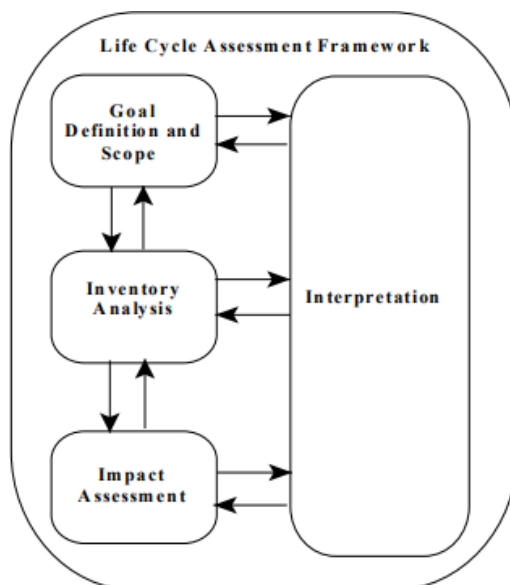 Life Cycle Assessment Framework
Goal
Definition and
Scope
Inventory
Analysis
Interpretation
Impact
Assessment